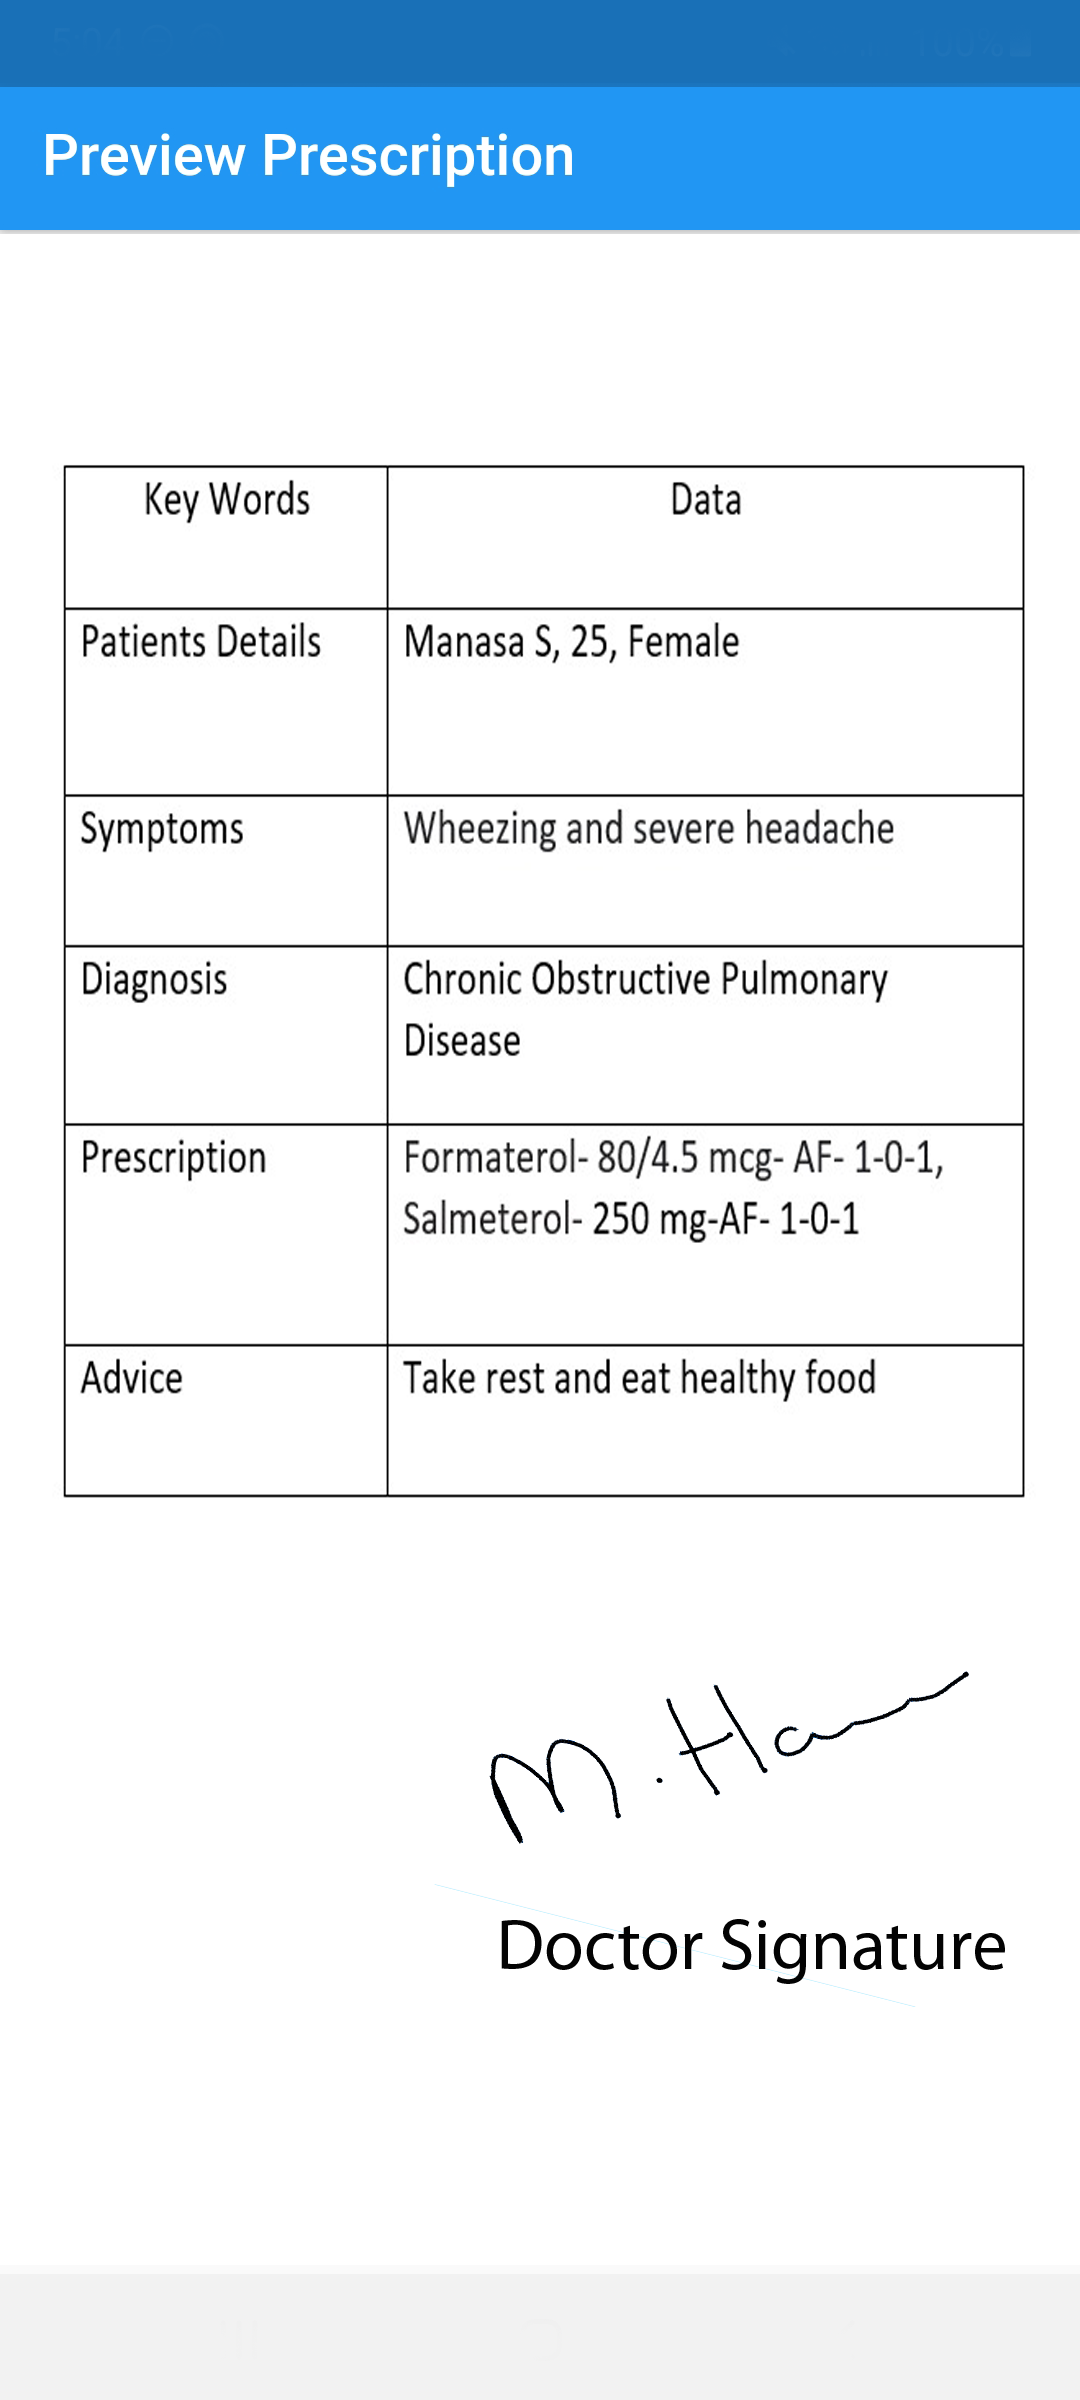 Preview Prescription
Key Words
Data
Patients Details
Manasa S, 25, Female
Symptoms
Wheezing and severe headache
Diagnosis
Chronic Obstructive Pulmonary
Disease
Prescription
Formaterol- 80/4.5 mcg- AF- 1-0-1,
Salmeterol- 250 mg-AF- 1-0-1
Advice
Take rest and eat healthy food
Doctor Signature